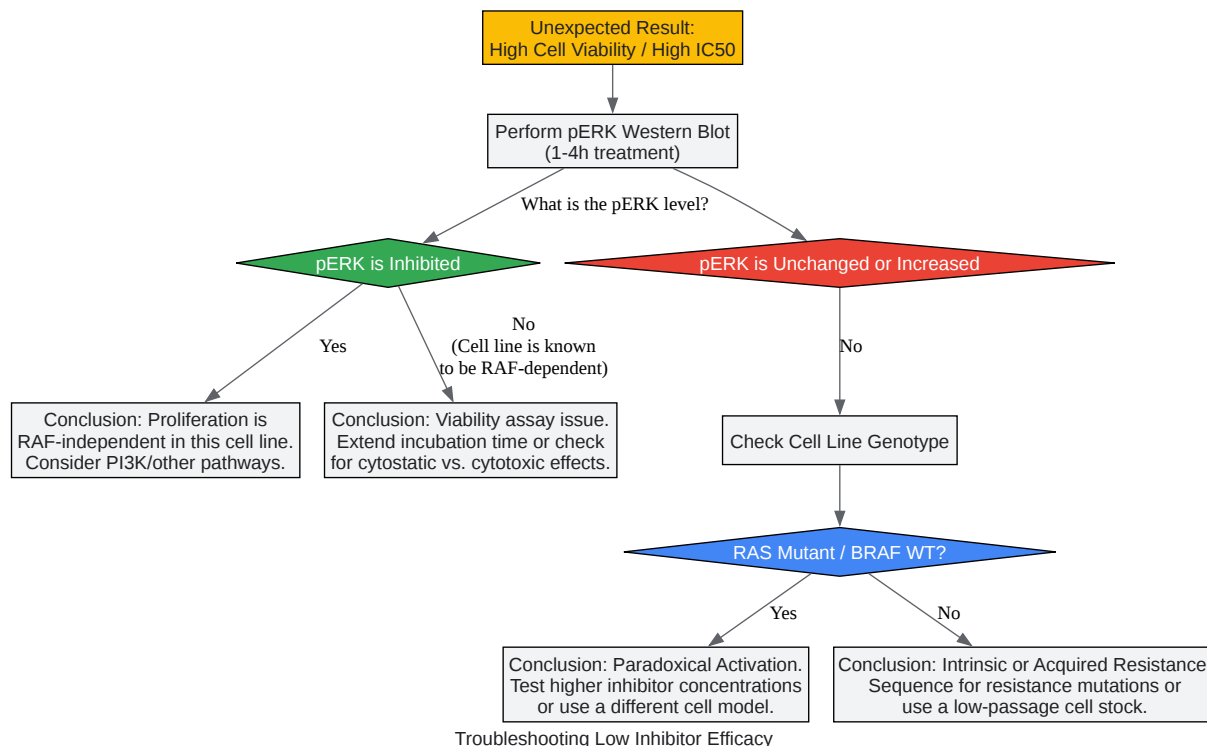 Unexpected Result:
High Cell Viability / High IC50
Perform pERK Western Blot
(1-4h treatment)
What is the pERK level?
pERK is Inhibited
pERK is Unchanged or Increased
Yes
No
(Cell line is known
to be RAF-dependent)
No
Conclusion: Proliferation is
RAF-independent in this cell line.
Consider PI3K/other pathways.
Conclusion: Viability assay issue.
Extend incubation time or check
for cytostatic vs. cytotoxic effects.
Check Cell Line Genotype
RAS Mutant / BRAF WT?
Yes
No
Conclusion: Paradoxical Activation.
Test higher inhibitor concentrations
or use a different cell model.
Conclusion: Intrinsic or Acquired Resistance
Sequence for resistance mutations or
use a low-passage cell stock.
Troubleshooting Low Inhibitor Efficacy